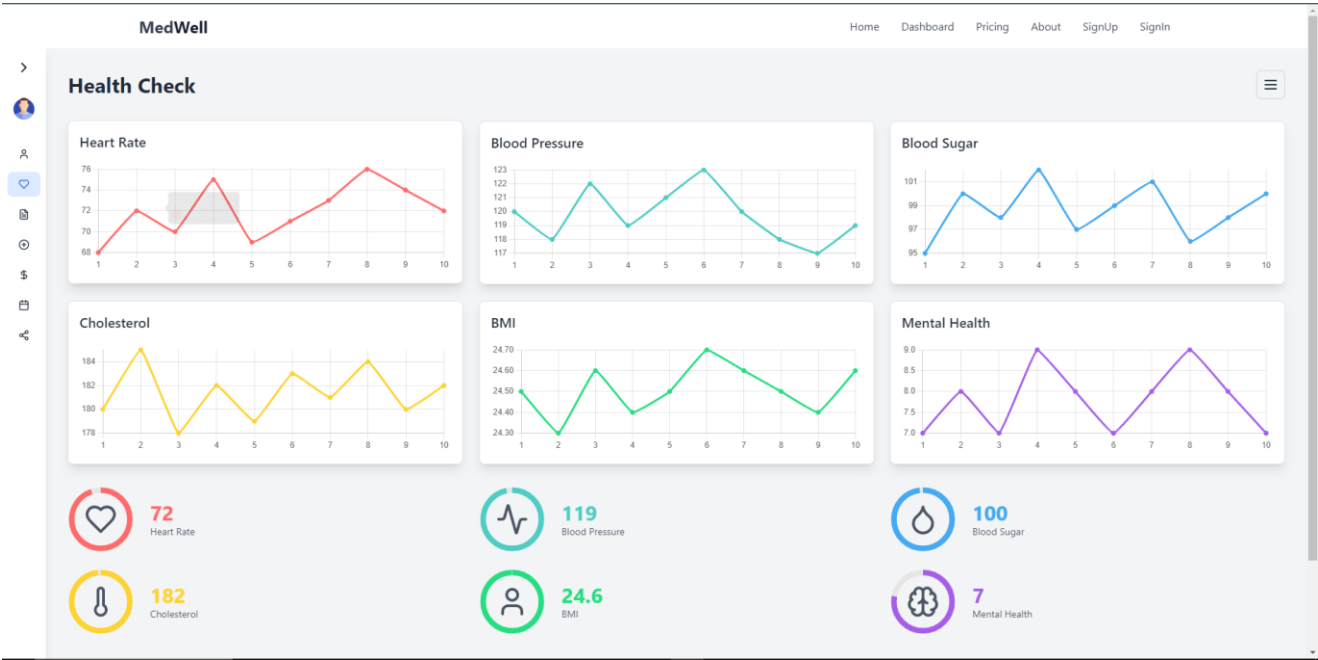 MedWell
Home Dashboard Pricing About SignUp SignIn
Health Check
Heart Rate
76
74
72
70
68
1 2 3 4 5 6 7 8 9 10
Blood Pressure
123
122
121
120
119
118
117
1 2 3 4 5 6 7 8 9 10
Blood Sugar
101
99
97
95
1 2 3 4 5 6 7 8 9 10
Cholesterol
184
182
180
178
1 2 3 4 5 6 7 8 9 10
BMI
24.70
24.60
24.50
24.40
24.30
1 2 3 4 5 6 7 8 9 10
Mental Health
9.0
8.5
8.0
7.5
7.0
1 2 3 4 5 6 7 8 9 10
72
Heart Rate
119
Blood Pressure
100
Blood Sugar
182
Cholesterol
24.6
BMI
7
Mental Health